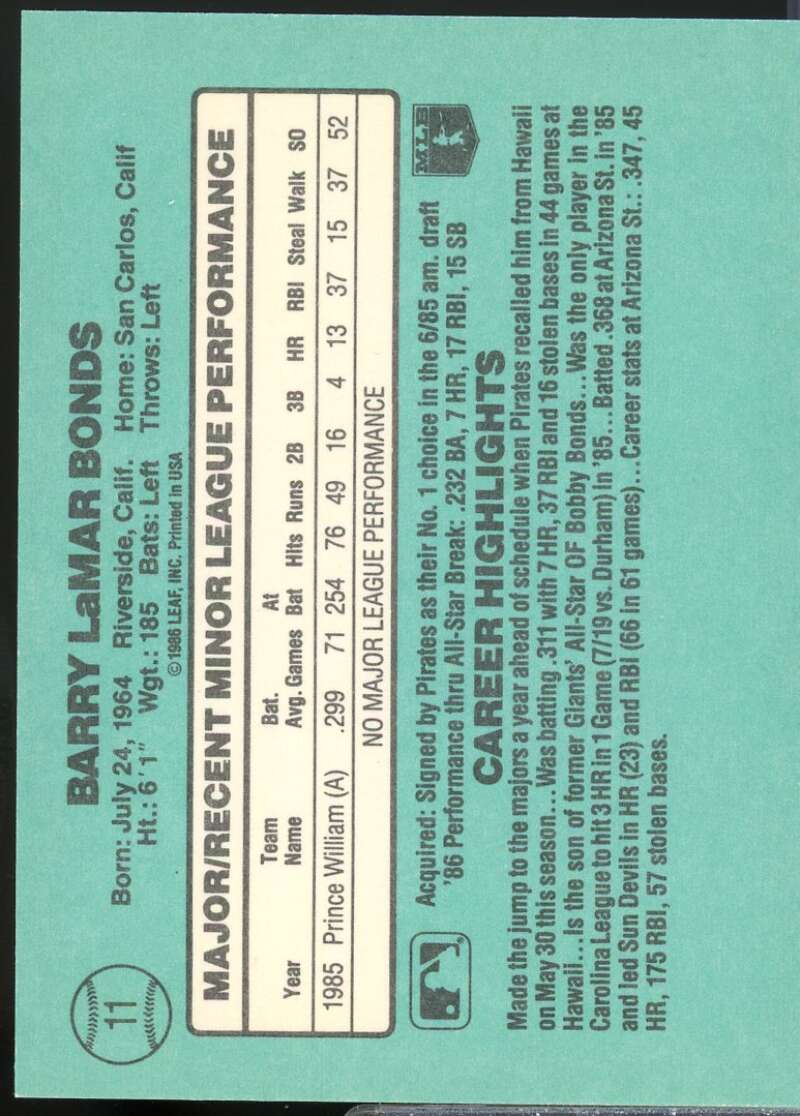 11
BARRY LaMAR BONDS
Born: July 24, 1964 Riverside, Calif. Home: San Carlos, Calif
Ht.: 6'1" Wgt.: 185 Bats: Left Throws: Left
© 1986 LEAF, INC. Printed in USA
MAJOR/RECENT MINOR LEAGUE PERFORMANCE
Team Bat. At
Year Name Avg. Games Bat Hits Runs 2B 3B HR RBI Steal Walk SO
1985 Prince William (A) .299 71 254 76 49 16 4 13 37 15 37 52
NO MAJOR LEAGUE PERFORMANCE
Acquired: Signed by Pirates as their No. 1 choice in the 6/85 am. draft
'86 Performance thru All-Star Break: .232 BA, 7 HR, 17 RBI, 15 SB
MLB
CAREER HIGHLIGHTS
Made the jump to the majors a year ahead of schedule when Pirates recalled him from Hawaii
on May 30 this season...Was batting .311 with 7 HR, 37 RBI and 16 stolen bases in 44 games at
Hawaii...Is the son of former Giants' All-Star OF Bobby Bonds...Was the only player in the
Carolina League to hit 3 HR in 1 Game (7/19 vs. Durham) in '85...Batted .368 at Arizona St. in '85
and led Sun Devils in HR (23) and RBI (66 in 61 games)...Career stats at Arizona St.: .347, 45
HR, 175 RBI, 57 stolen bases.